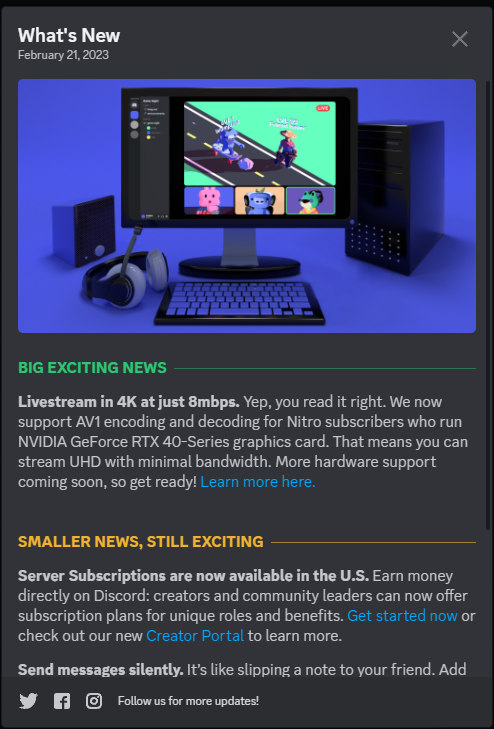 What's New
February 21, 2023
LIVE
BIG EXCITING NEWS
Livestream in 4K at just 8mbps. Yep, you read it right. We now
support AV1 encoding and decoding for Nitro subscribers who run
NVIDIA GeForce RTX 40-Series graphics card. That means you can
stream UHD with minimal bandwidth. More hardware support
coming soon, so get ready! Learn more here.
SMALLER NEWS, STILL EXCITING
Server Subscriptions are now available in the U.S. Earn money
directly on Discord: creators and community leaders can now offer
subscription plans for unique roles and benefits. Get started now or
check out our new Creator Portal to learn more.
Send messages silently. It's like slipping a note to your friend. Add
Follow us for more updates!